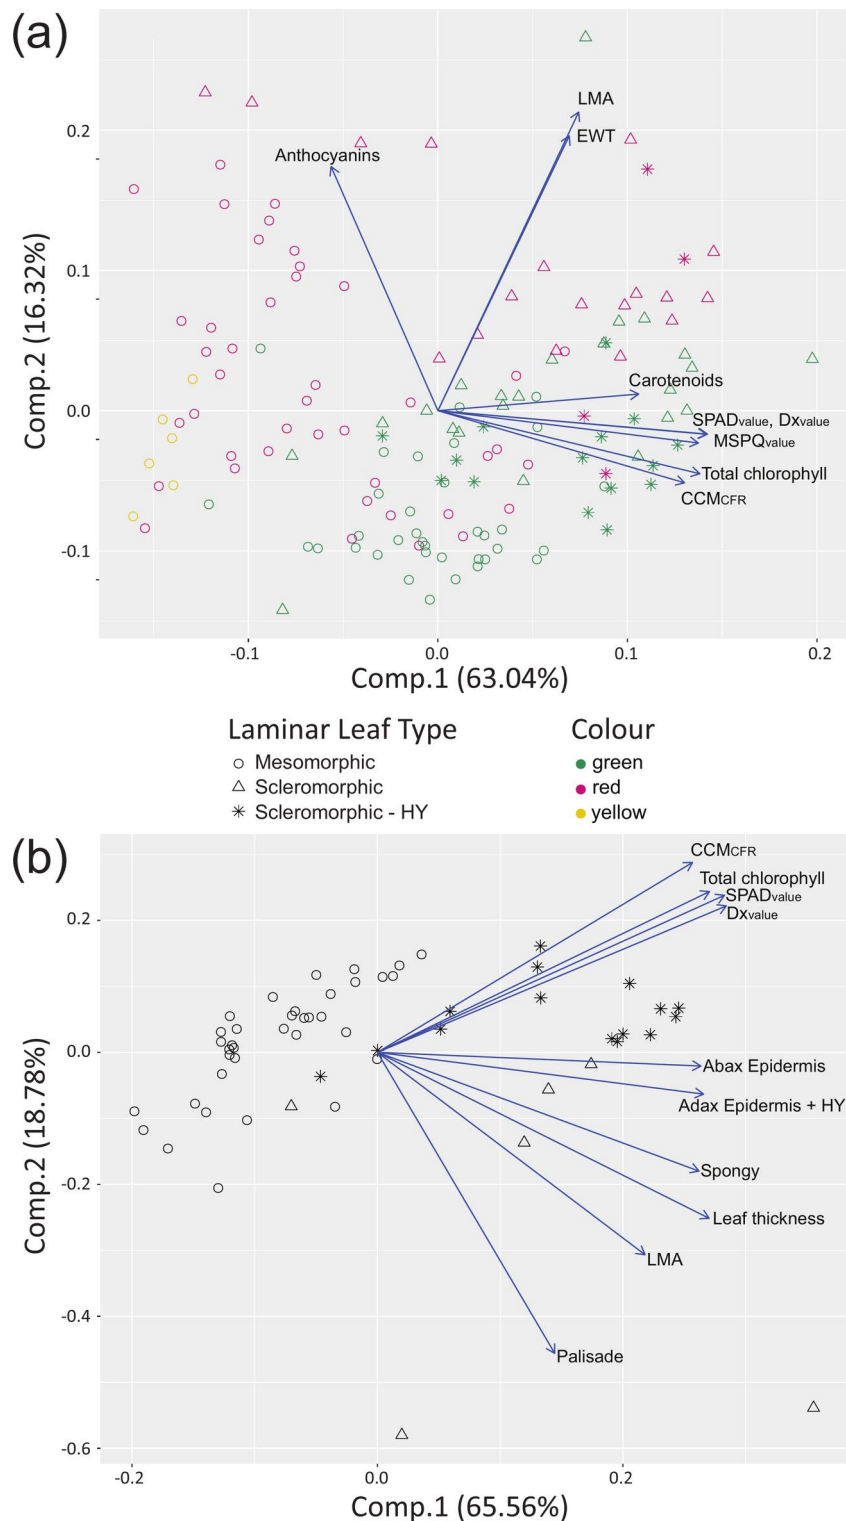 (a)
LMA
EWT
Anthocyanins
0.2
0.1
0.0
-0.1
Comp.2 (16.32%)
Carotenoids
SPADvalue, Dxvalue
MSPQvalue
Total chlorophyll
CCMCFR
-0.1
0.0
0.1
0.2
Comp.1 (63.04%)
Laminar Leaf Type
Mesomorphic
Scleromorphic
Scleromorphic - HY
Colour
green
red
yellow
(b)
CCMCFR
Total chlorophyll
SPADvalue
Dxvalue
0.2
0.0
-0.2
-0.4
-0.6
Comp.2 (18.78%)
Abax Epidermis
Adax Epidermis + HY
Spongy
Leaf thickness
LMA
Palisade
-0.2
0.0
0.2
Comp.1 (65.56%)